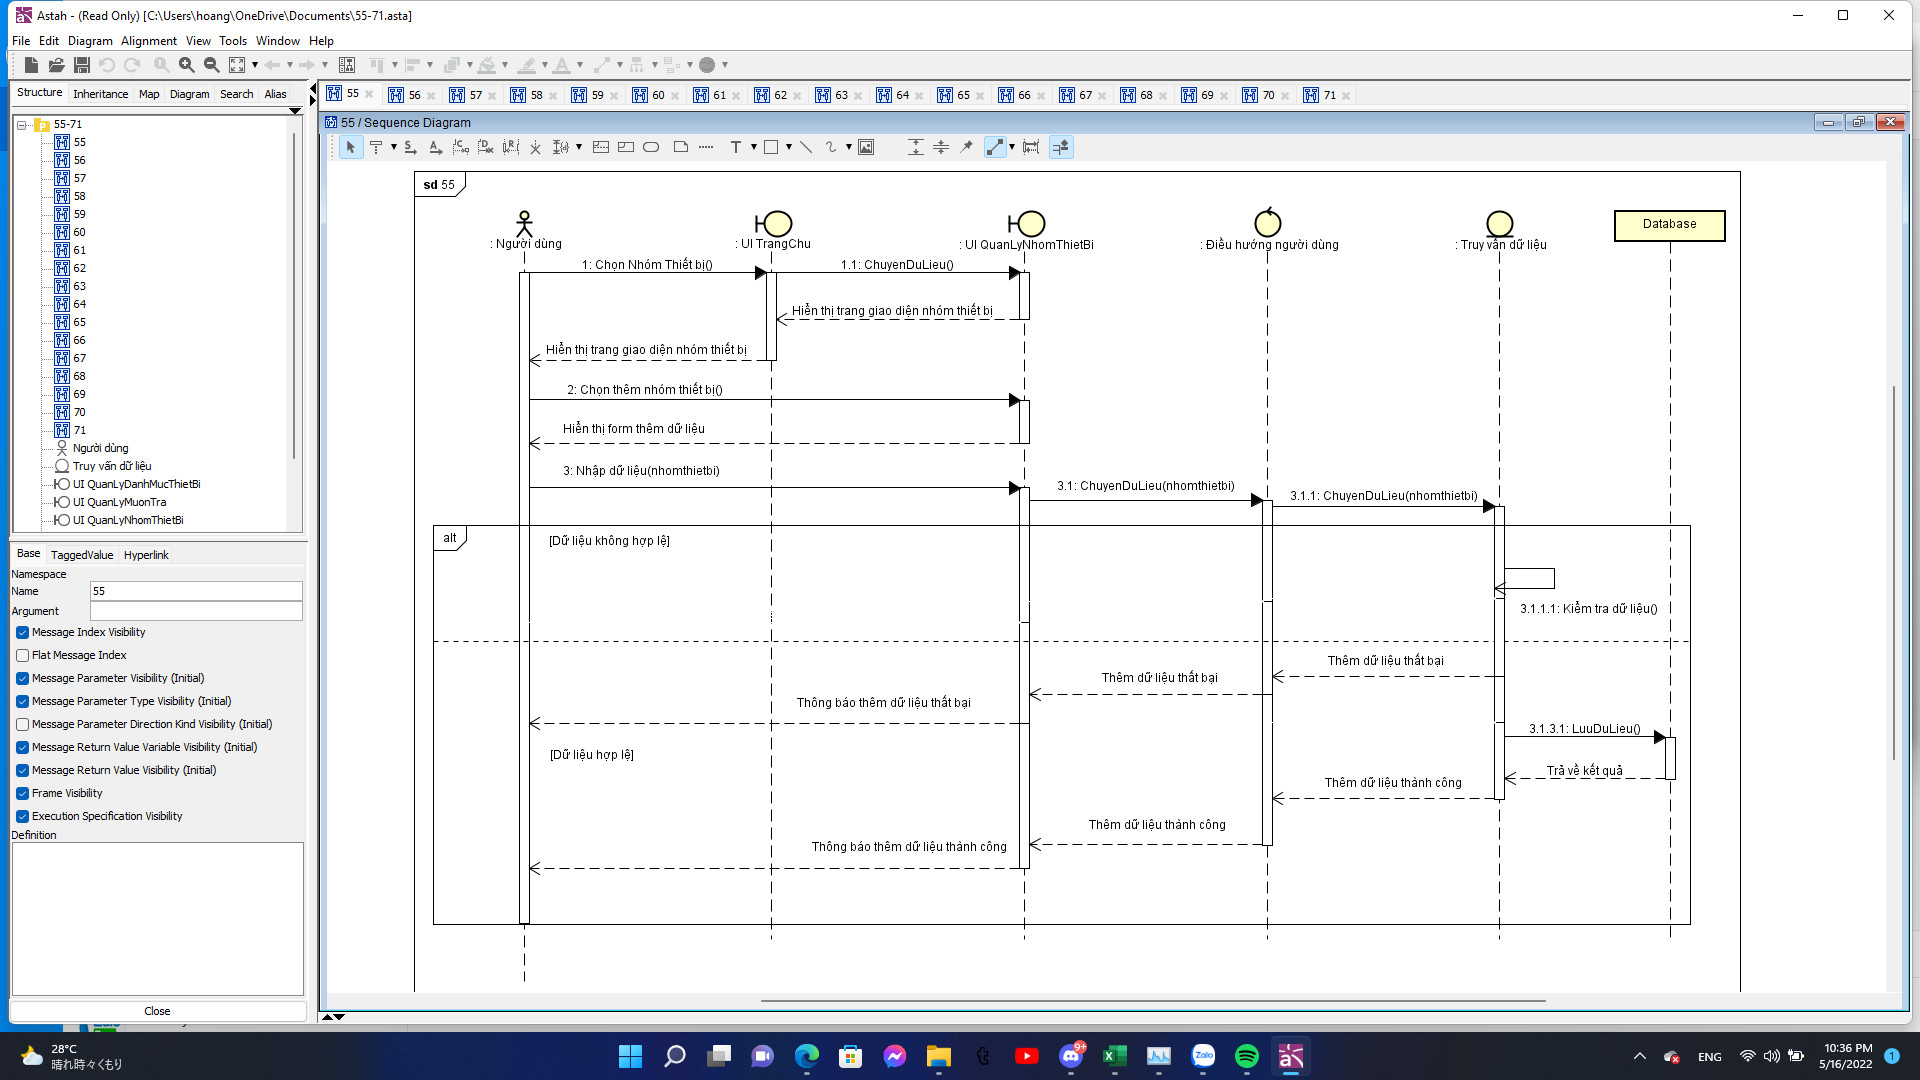 Astah - (Read Only) [C:\Users\hoang\OneDrive\Documents\55-71.asta]
File Edit Diagram Alignment View Tools Window Help
Structure Inheritance Map Diagram Search Alias
55 56 57 58 59 60 61 62 63 64 65 66 67 68 69 70 71
55 / Sequence Diagram
55-71
55
56
57
58
59
60
61
62
63
64
65
66
67
68
69
70
71
Người dùng
Truy vấn dữ liệu
UI QuanLyDanhMucThietBi
UI QuanLyMuonTra
UI QuanLyNhomThietBi
Base TaggedValue Hyperlink
Namespace
Name 55
Argument
Message Index Visibility
Flat Message Index
Message Parameter Visibility (Initial)
Message Parameter Type Visibility (Initial)
Message Parameter Direction Kind Visibility (Initial)
Message Return Value Variable Visibility (Initial)
Message Return Value Visibility (Initial)
Frame Visibility
Execution Specification Visibility
Definition
Close
sd 55
: Người dùng
: UI TrangChu
: UI QuanLyNhomThietBi
: Điều hướng người dùng
: Truy vấn dữ liệu
Database
1: Chọn Nhóm Thiết bị()
1.1: ChuyenDuLieu()
Hiển thị trang giao diện nhóm thiết bị
Hiển thị trang giao diện nhóm thiết bị
2: Chọn thêm nhóm thiết bị()
Hiển thị form thêm dữ liệu
3: Nhập dữ liệu(nhomthietbi)
3.1: ChuyenDuLieu(nhomthietbi)
3.1.1: ChuyenDuLieu(nhomthietbi)
alt
[Dữ liệu không hợp lệ]
3.1.1.1: Kiểm tra dữ liệu()
Thêm dữ liệu thất bại
Thêm dữ liệu thất bại
Thông báo thêm dữ liệu thất bại
3.1.3.1: LuuDuLieu()
[Dữ liệu hợp lệ]
Trả về kết quả
Thêm dữ liệu thành công
Thêm dữ liệu thành công
Thông báo thêm dữ liệu thành công
28°C
晴れ時々くもり
9+
Zalo
ENG
10:36 PM
5/16/2022
1